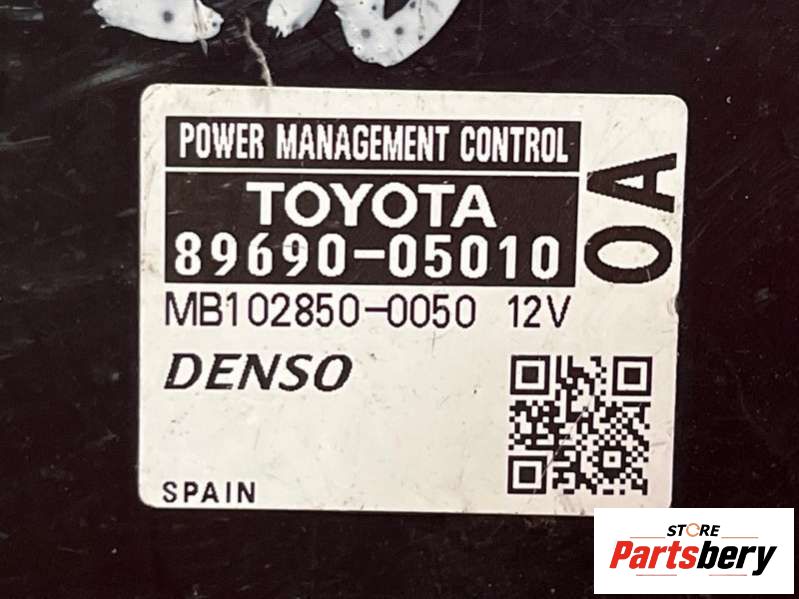 POWER MANAGEMENT CONTROL
TOYOTA
89690-05010
0A
MB102850-0050 12V
DENSO
SPAIN
STORE
Partsbery